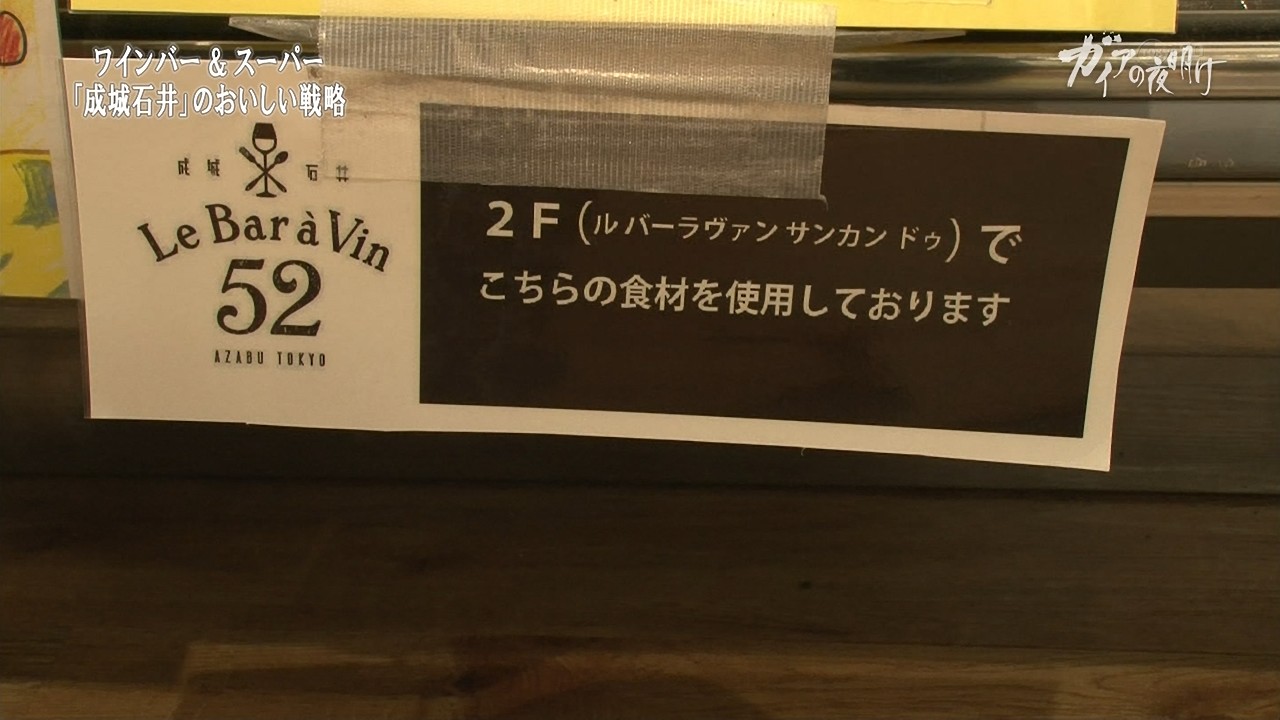 ワインバー & スーパー
「成城石井」のおいしい戦略
ガイアの夜明け
成城石井
Le Bar à Vin
52
AZABU TOKYO
2F(ル バーラヴァン サンカン ドゥ)で
こちらの食材を使用しております